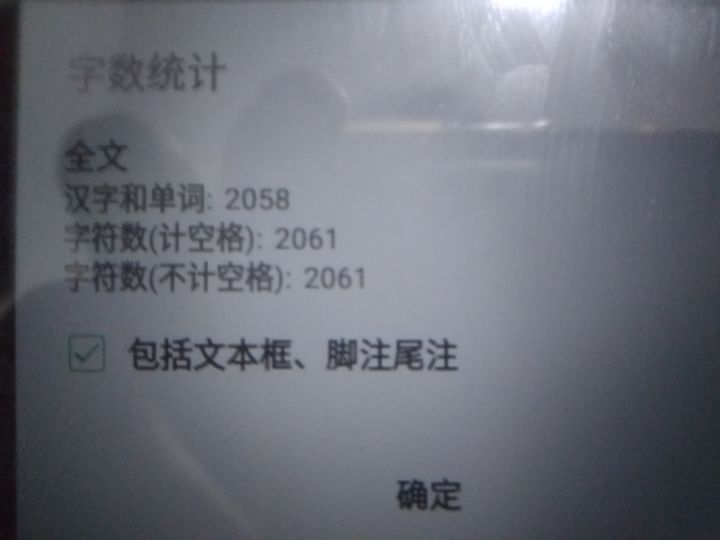 字数统计
全文
汉字和单词: 2058
字符数(计空格): 2061
字符数(不计空格): 2061
包括文本框、脚注尾注
确定